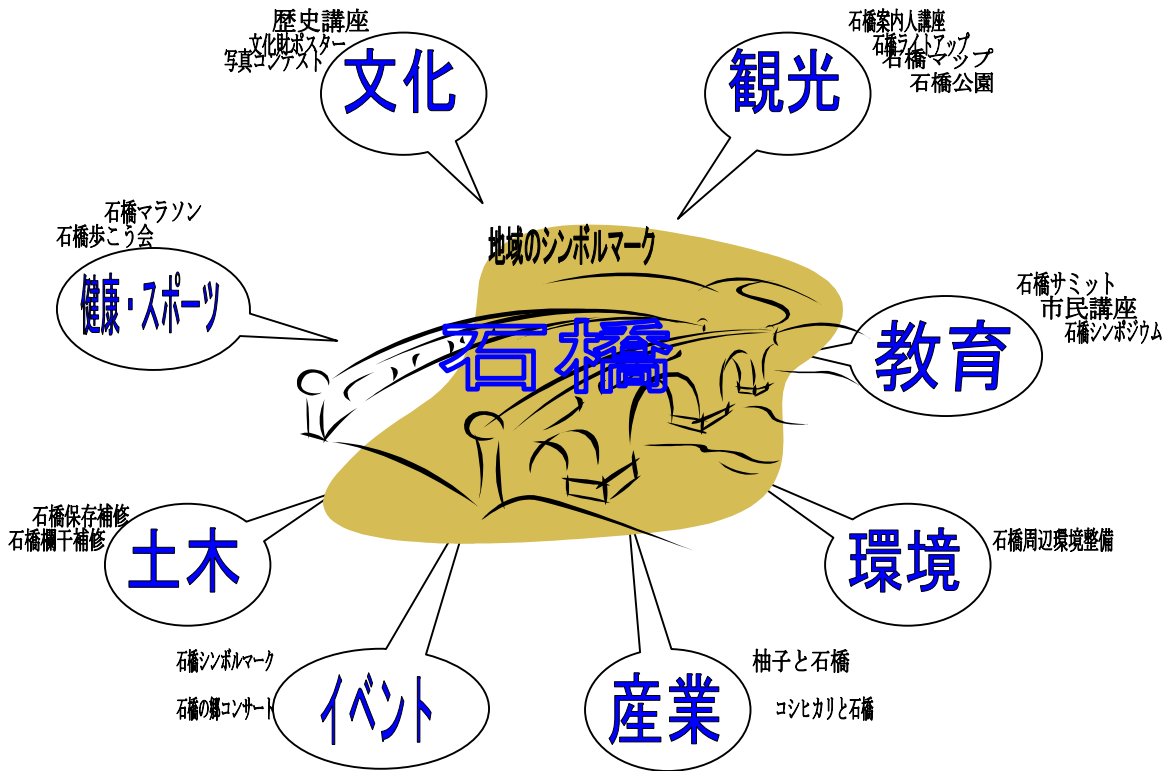 歴史講座
文化財ポスター
写真コンテスト
文化
石橋案内人講座
石橋ライトアップ
石橋マップ
石橋公園
観光
石橋マラソン
石橋歩こう会
健康・スポーツ
地域のシンボルマーク
石橋
石橋サミット
市民講座
石橋シンポジウム
教育
石橋保存補修
石橋欄干補修
土木
環境
石橋周辺環境整備
石橋シンボルマーク
石橋の郷コンサート
イベント
産業
柚子と石橋
コシヒカリと石橋